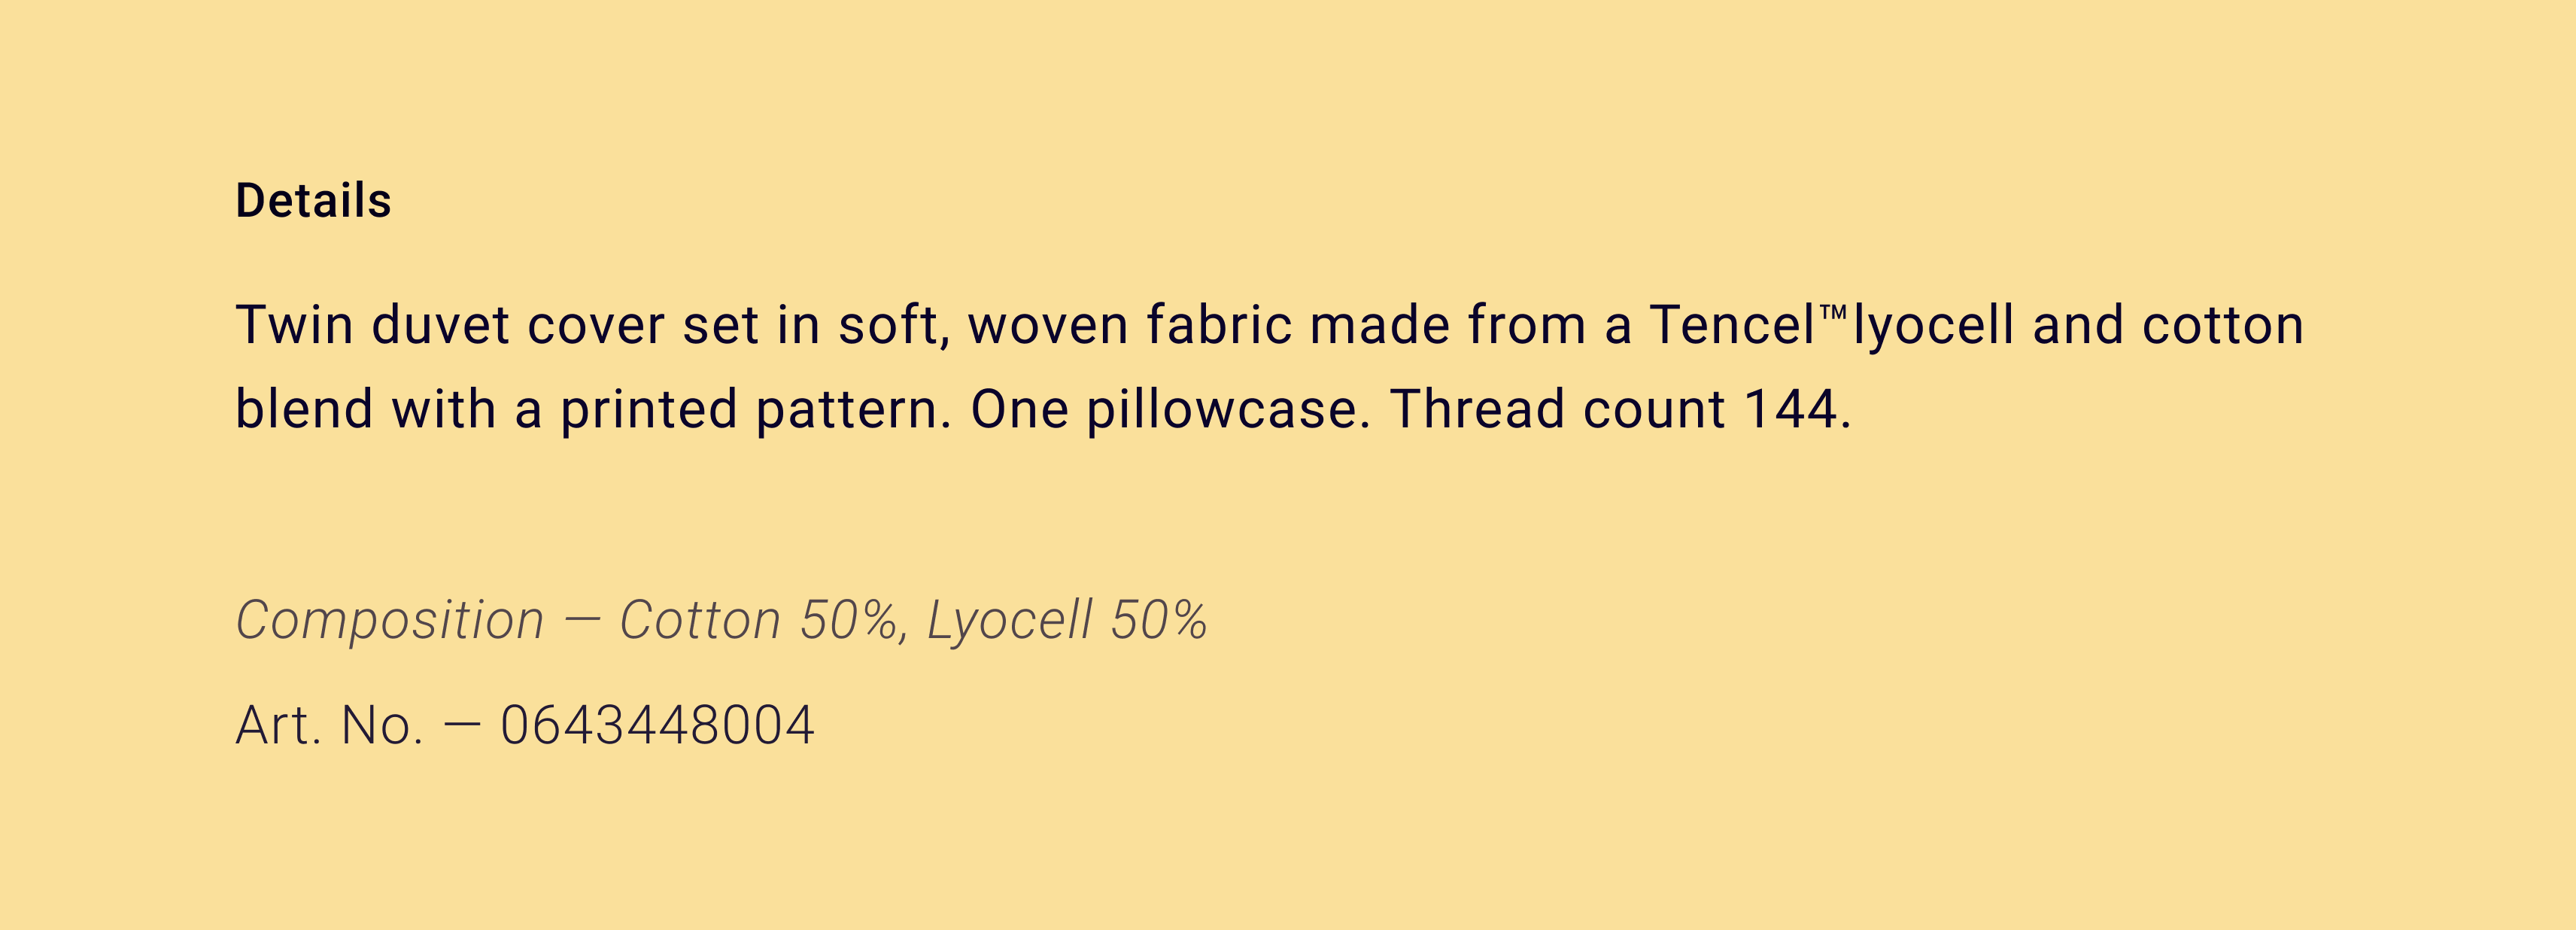 Details
Twin duvet cover set in soft, woven fabric made from a Tencel™lyocell and cotton
blend with a printed pattern. One pillowcase. Thread count 144.
Composition — Cotton 50%, Lyocell 50%
Art. No. — 0643448004